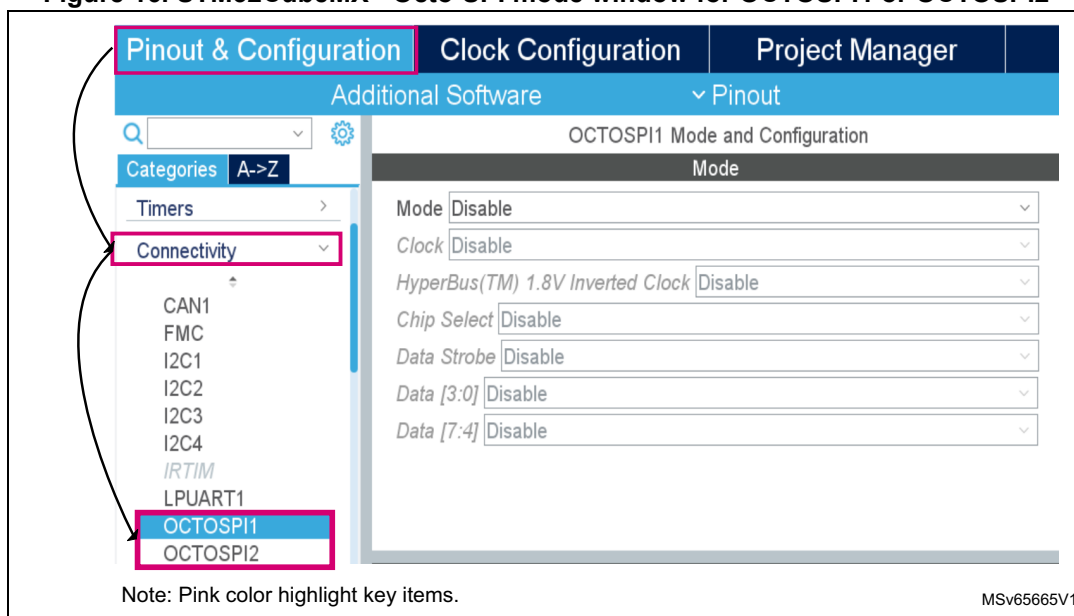 Pinout & Configuration Clock Configuration Project Manager
Additional Software Pinout
OCTOSPI1 Mode and Configuration
Categories A->Z
Mode
Timers
Connectivity
CAN1
FMC
I2C1
I2C2
I2C3
I2C4
IRTIM
LPUART1
OCTOSPI1
OCTOSPI2
Mode Disable
Clock Disable
HyperBus(TM) 1.8V Inverted Clock Disable
Chip Select Disable
Data Strobe Disable
Data [3:0] Disable
Data [7:4] Disable
Note: Pink color highlight key items.
MSv65665V1